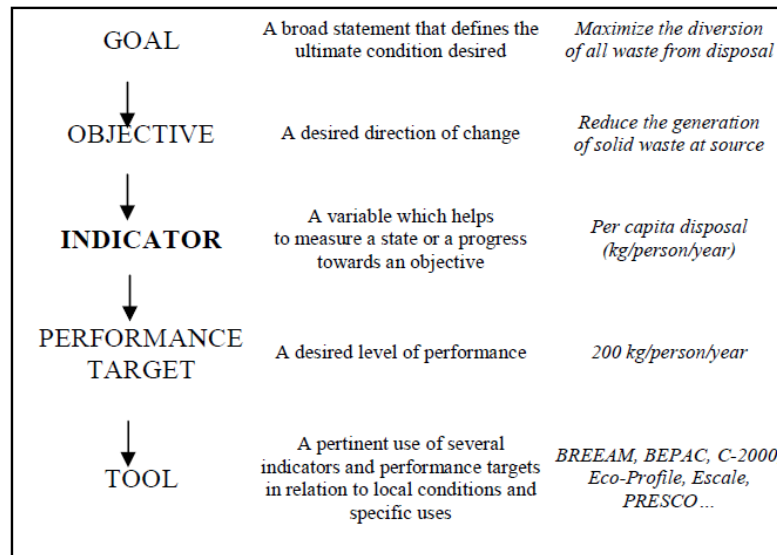 GOAL
A broad statement that defines the
ultimate condition desired
Maximize the diversion
of all waste from disposal
OBJECTIVE
A desired direction of change
Reduce the generation
of solid waste at source
INDICATOR
A variable which helps
to measure a state or a progress
towards an objective
Per capita disposal
(kg/person/year)
PERFORMANCE
TARGET
A desired level of performance
200 kg/person/year
TOOL
A pertinent use of several
indicators and performance targets
in relation to local conditions and
specific uses
BREEAM, BEPAC, C-2000
Eco-Profile, Escale,
PRESCO…